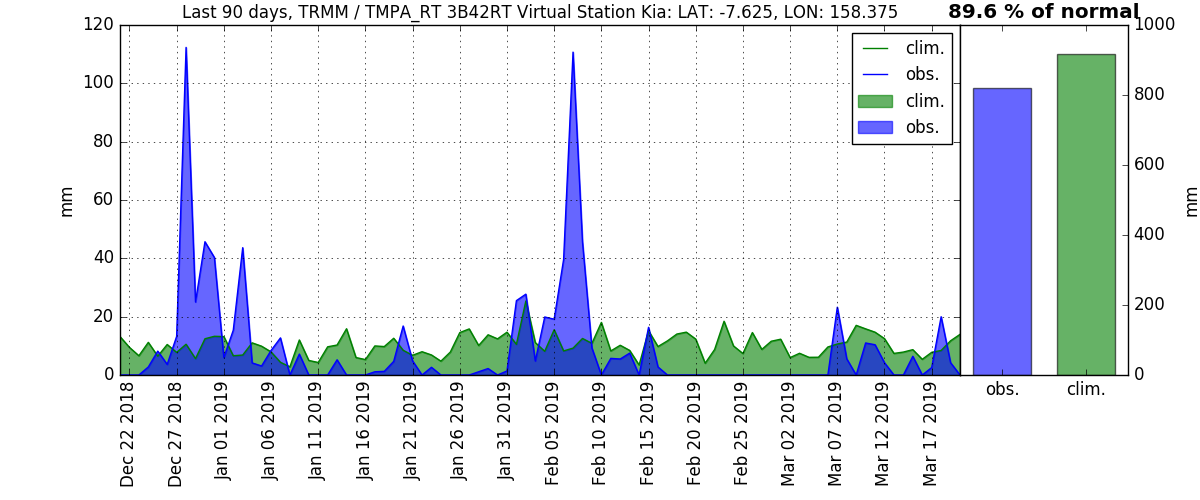 Last 90 days, TRMM / TMPA_RT 3B42RT Virtual Station Kia: LAT: -7.625, LON: 158.375
89.6 % of normal
120
100
80
60
40
20
0
mm
clim.
obs.
clim.
obs.
1000
800
600
400
200
0
mm
obs.
clim.
Dec 22 2018
Dec 27 2018
Jan 01 2019
Jan 06 2019
Jan 11 2019
Jan 16 2019
Jan 21 2019
Jan 26 2019
Jan 31 2019
Feb 05 2019
Feb 10 2019
Feb 15 2019
Feb 20 2019
Feb 25 2019
Mar 02 2019
Mar 07 2019
Mar 12 2019
Mar 17 2019